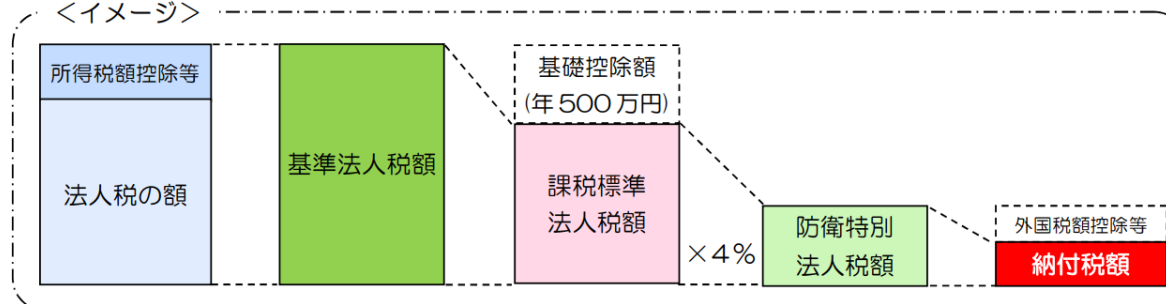 ＜イメージ＞
所得税額控除等
法人税の額
基準法人税額
基礎控除額
(年500万円)
課税標準
法人税額
×4％
防衛特別
法人税額
外国税額控除等
納付税額